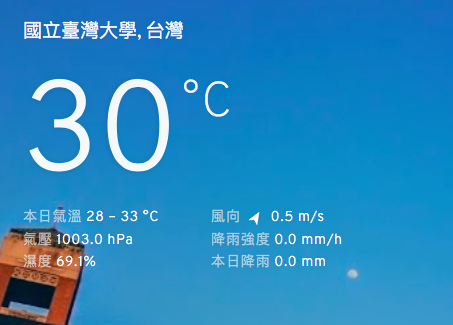 國立臺灣大學, 台灣
30 °C
本日氣溫 28 – 33 °C
風向 0.5 m/s
氣壓 1003.0 hPa
降雨強度 0.0 mm/h
濕度 69.1%
本日降雨 0.0 mm